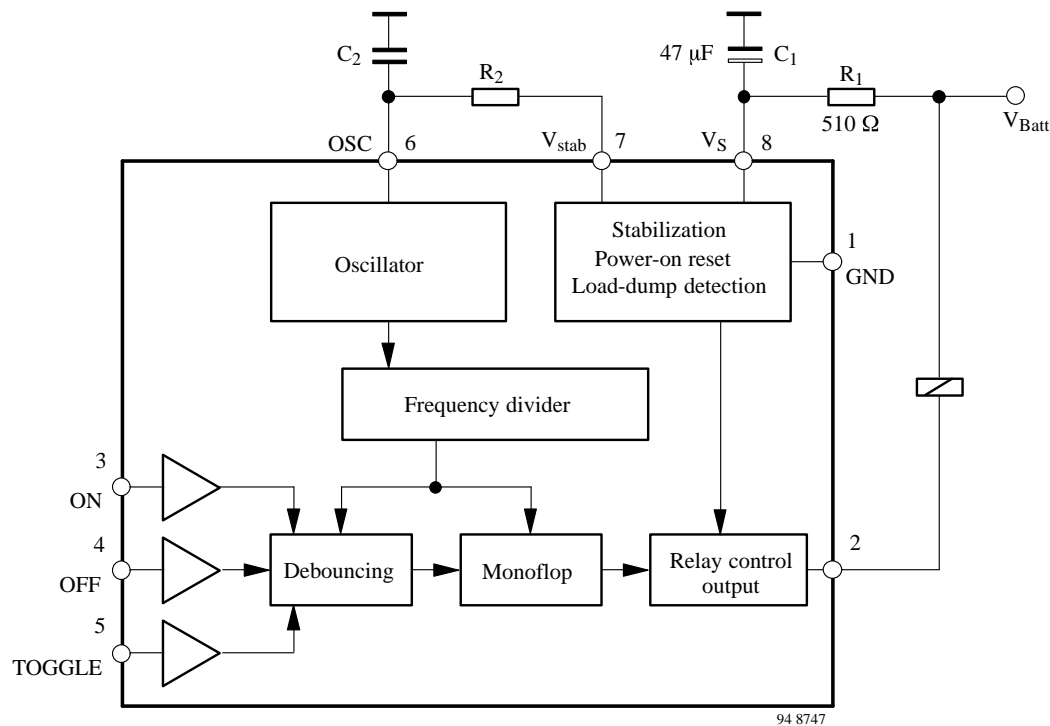 C2
47 μF
C1
R2
R1
510 Ω
VBatt
OSC
6
Vstab
7
VS
8
Oscillator
Stabilization
Power-on reset
Load-dump detection
1
GND
Frequency divider
3
ON
4
OFF
5
TOGGLE
Debouncing
Monoflop
Relay control
output
2
94 8747